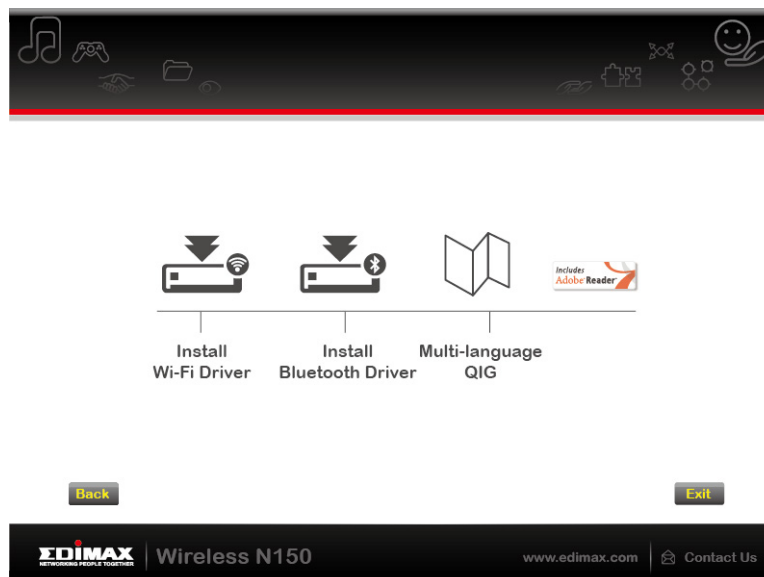 Includes
Adobe Reader 7
Install
Wi-Fi Driver
Install
Bluetooth Driver
Multi-language
QIG
Back
Exit
EDIMAX
NETWORKING PEOPLE TOGETHER
Wireless N150
www.edimax.com
Contact Us